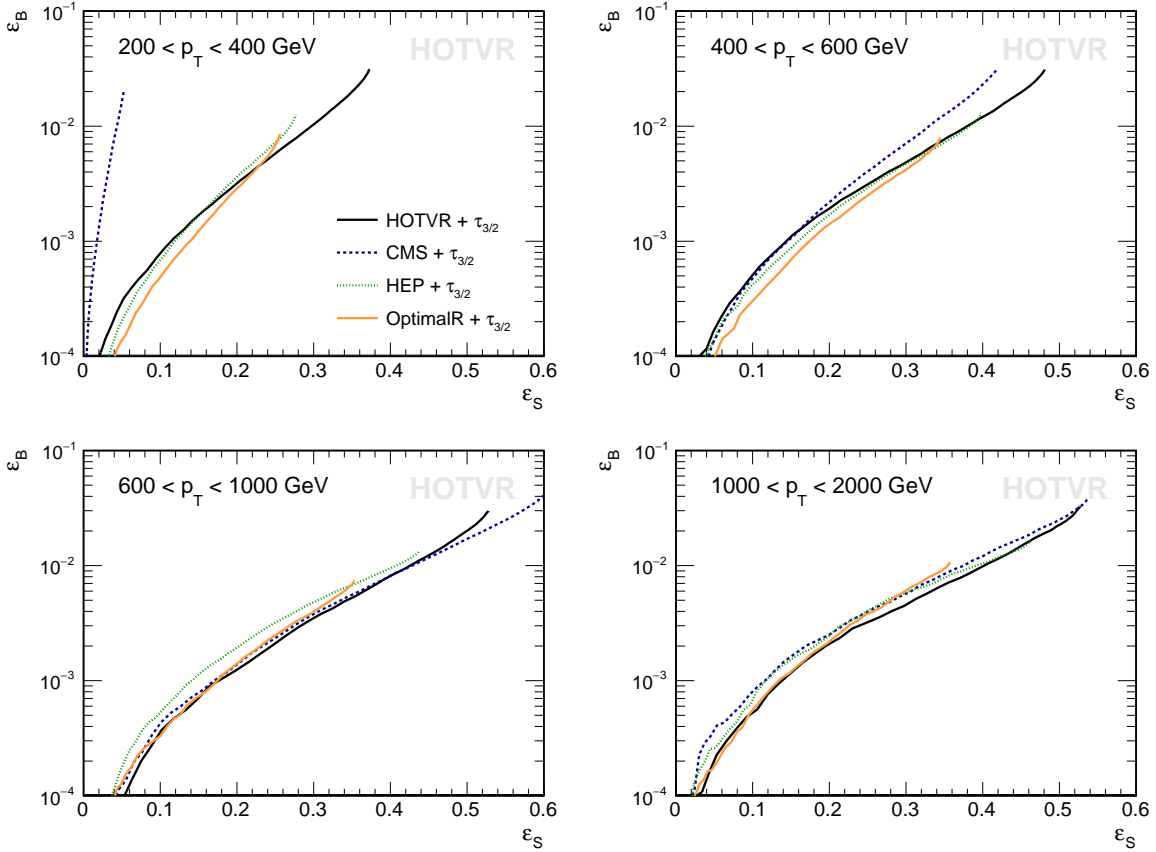 ε_B
10⁻¹
10⁻²
10⁻³
10⁻⁴
200 < p_T < 400 GeV
HOTVR
HOTVR + τ_3/2
CMS + τ_3/2
HEP + τ_3/2
OptimalR + τ_3/2
0 0.1 0.2 0.3 0.4 0.5 0.6
ε_S
ε_B
10⁻¹
10⁻²
10⁻³
10⁻⁴
400 < p_T < 600 GeV
HOTVR
0 0.1 0.2 0.3 0.4 0.5 0.6
ε_S
ε_B
10⁻¹
10⁻²
10⁻³
10⁻⁴
600 < p_T < 1000 GeV
HOTVR
0 0.1 0.2 0.3 0.4 0.5 0.6
ε_S
ε_B
10⁻¹
10⁻²
10⁻³
10⁻⁴
1000 < p_T < 2000 GeV
HOTVR
0 0.1 0.2 0.3 0.4 0.5 0.6
ε_S